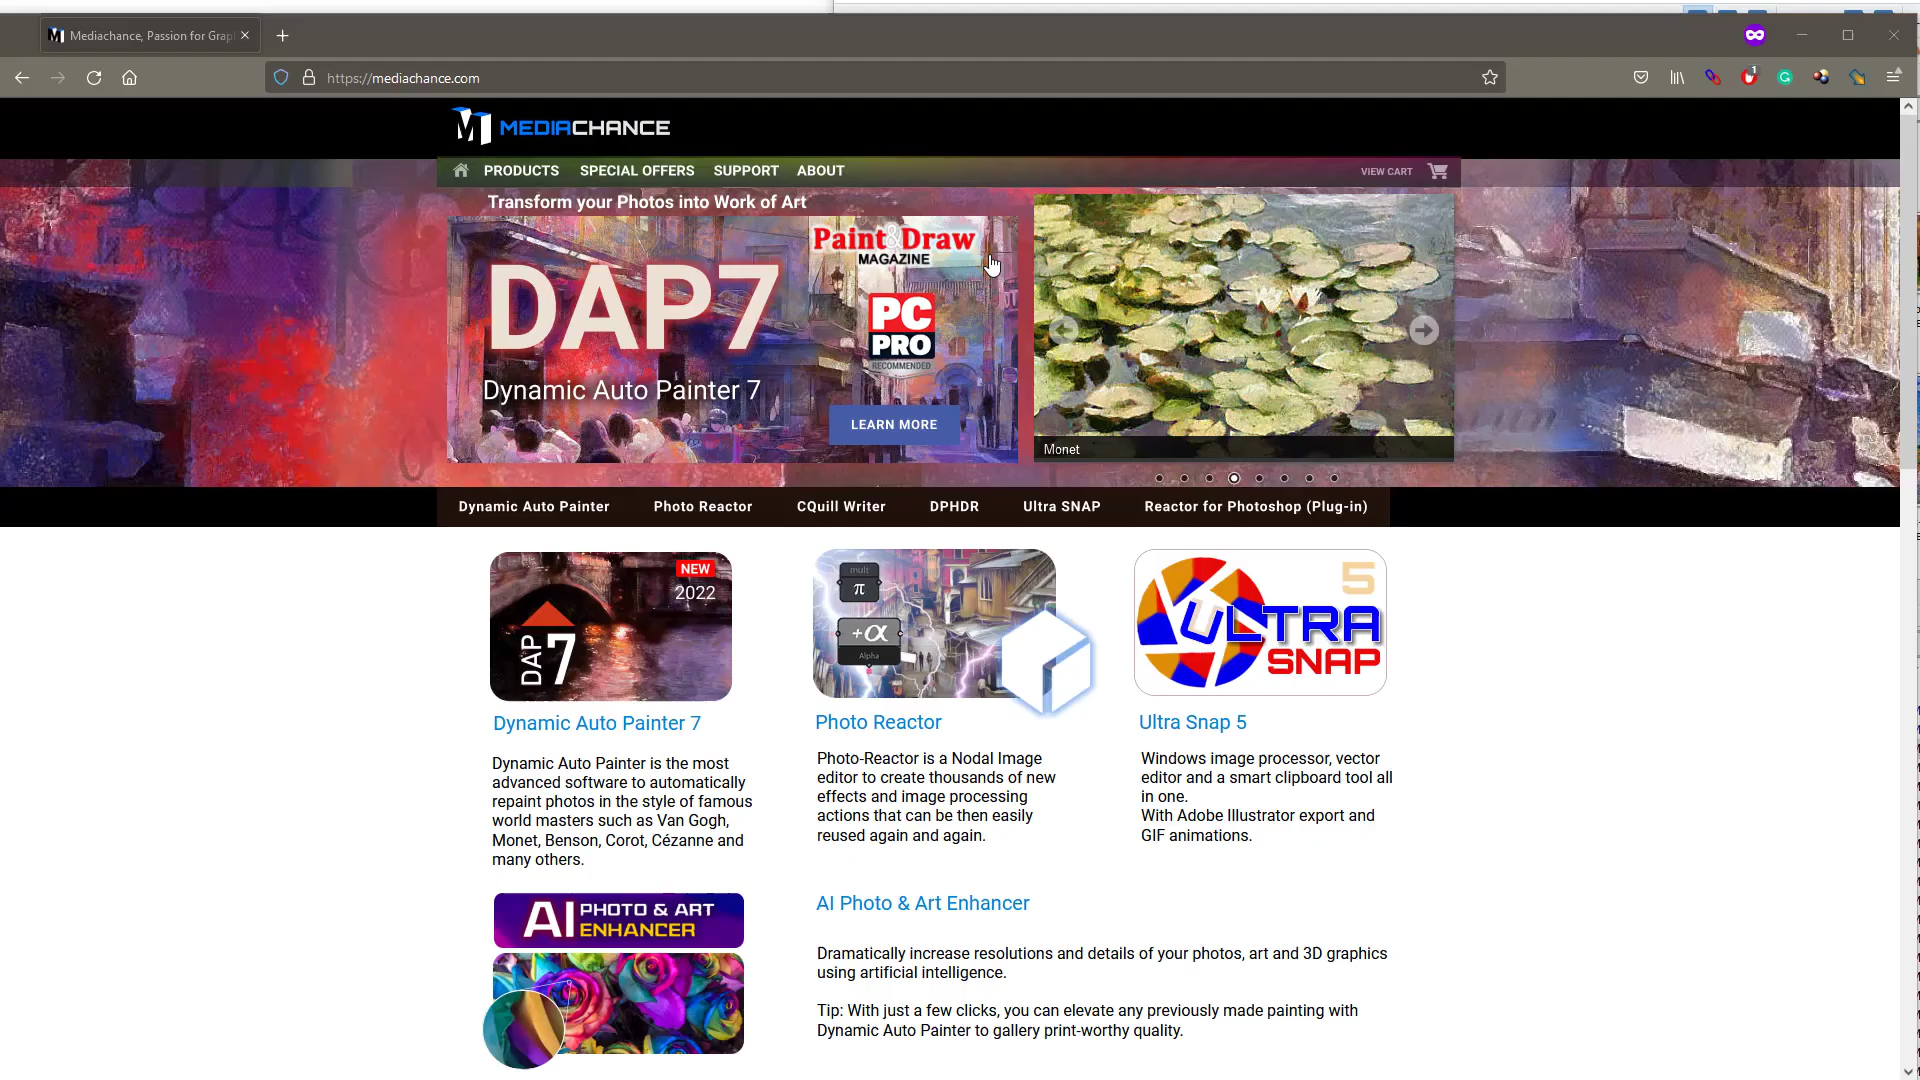 Mediachance, Passion for Grap
https://mediachance.com
1
MEDIACHANCE
PRODUCTS SPECIAL OFFERS SUPPORT ABOUT VIEW CART
Transform your Photos into Work of Art
Paint & Draw
MAGAZINE
DAP7
PC
PRO
RECOMMENDED
Dynamic Auto Painter 7
LEARN MORE
Monet
Dynamic Auto Painter Photo Reactor CQuill Writer DPHDR Ultra SNAP Reactor for Photoshop (Plug-in)
NEW
2022
DAP 7
mult
π
+α
Alpha
5
ULTRA
SNAP
Dynamic Auto Painter 7
Dynamic Auto Painter is the most
advanced software to automatically
repaint photos in the style of famous
world masters such as Van Gogh,
Monet, Benson, Corot, Cézanne and
many others.
Photo Reactor
Photo-Reactor is a Nodal Image
editor to create thousands of new
effects and image processing
actions that can be then easily
reused again and again.
Ultra Snap 5
Windows image processor, vector
editor and a smart clipboard tool all
in one.
With Adobe Illustrator export and
GIF animations.
AI PHOTO & ART
ENHANCER
AI Photo & Art Enhancer
Dramatically increase resolutions and details of your photos, art and 3D graphics
using artificial intelligence.
Tip: With just a few clicks, you can elevate any previously made painting with
Dynamic Auto Painter to gallery print-worthy quality.